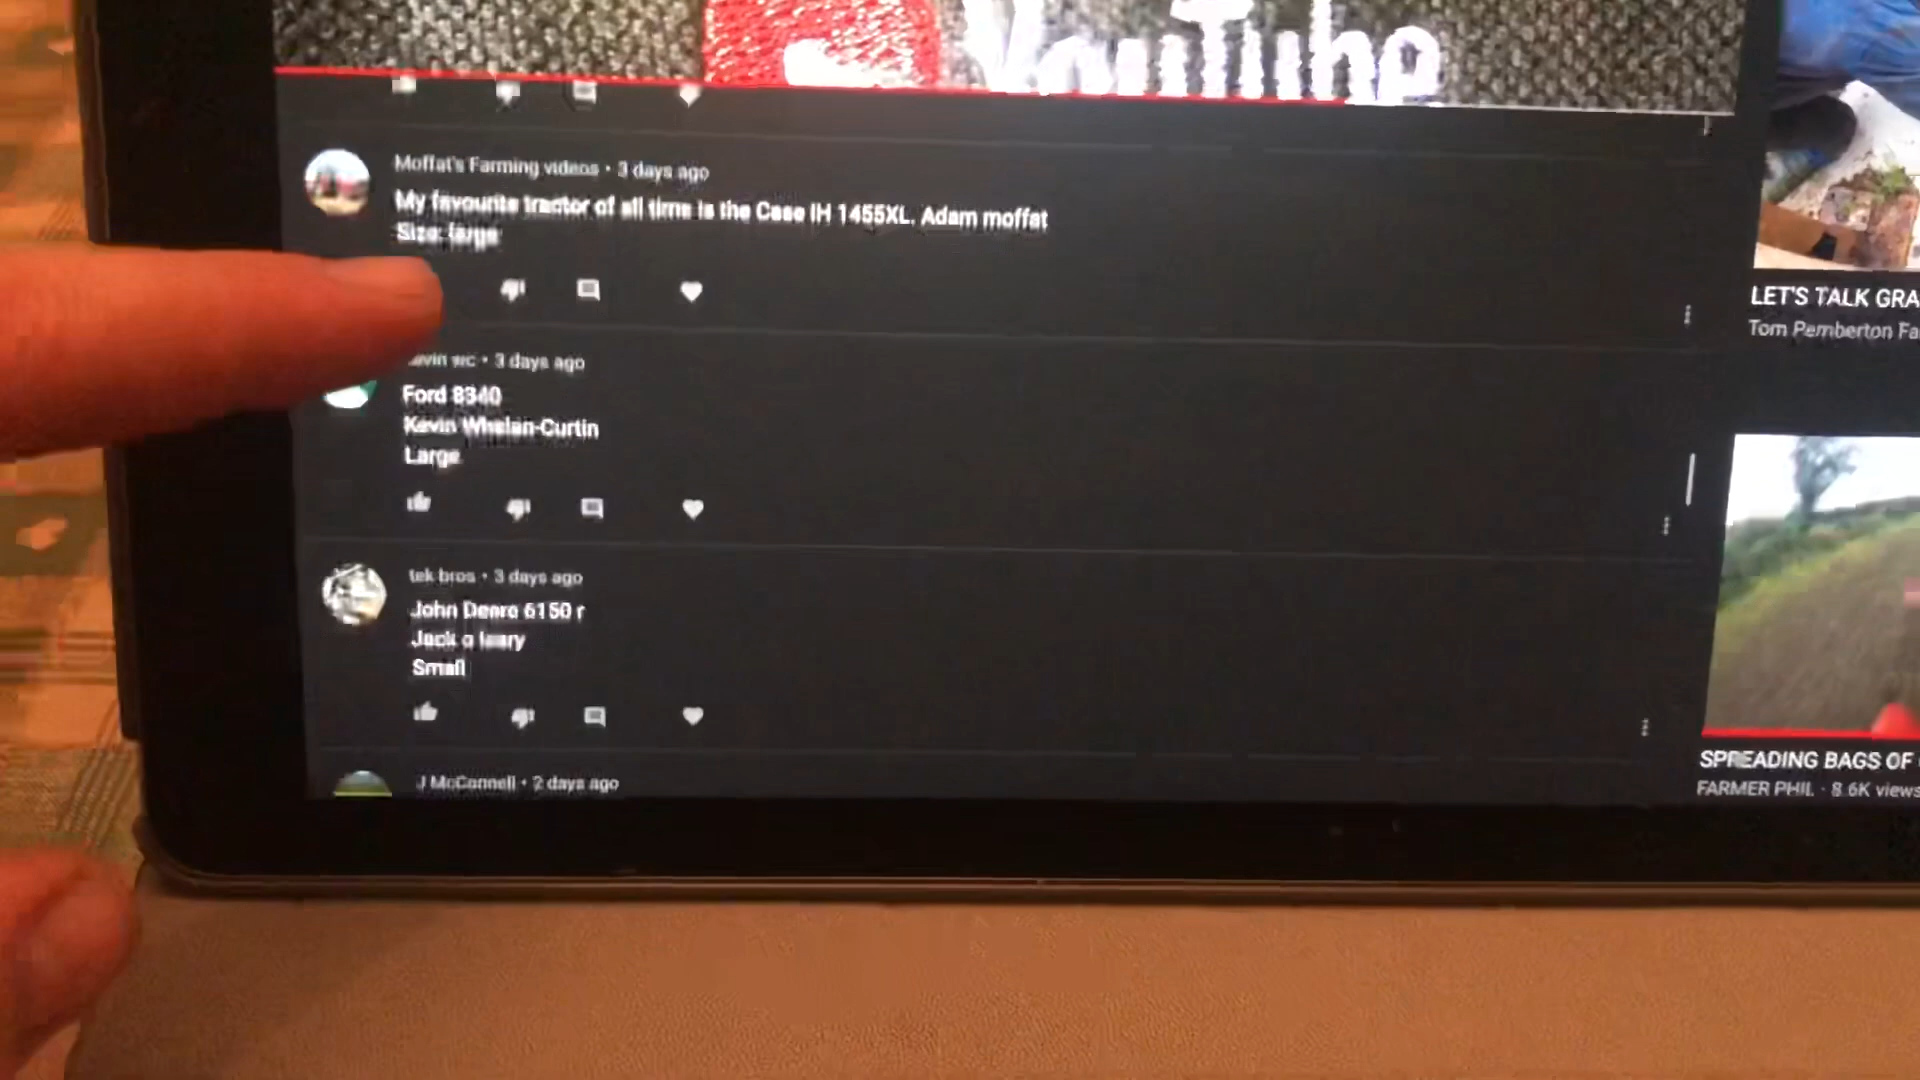 YouTube
Moffat's Farming videos • 3 days ago
My favourite tractor of all time is the Case IH 1455XL. Adam moffat
Size: large
wc • 3 days ago
Ford 8340
Kevin Whelan-Curtin
Large
tek bros • 3 days ago
John Deere 6150 r
Jack o leary
Small
J McConnell • 2 days ago
LET'S TALK GRA
Tom Pemberton Fa
SPREADING BAGS OF
FARMER PHIL · 8.6K views